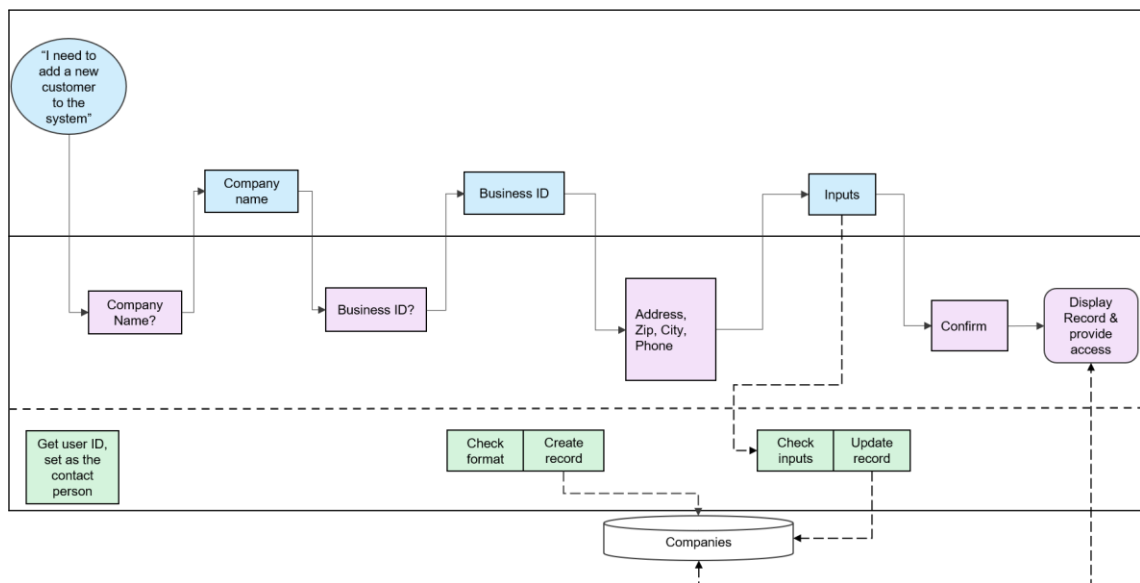 “I need to
add a new
customer
to the
system”
Company
name
Business ID
Inputs
Company
Name?
Business ID?
Address,
Zip, City,
Phone
Confirm
Display
Record &
provide
access
Get user ID,
set as the
contact
person
Check
format
Create
record
Check
inputs
Update
record
Companies